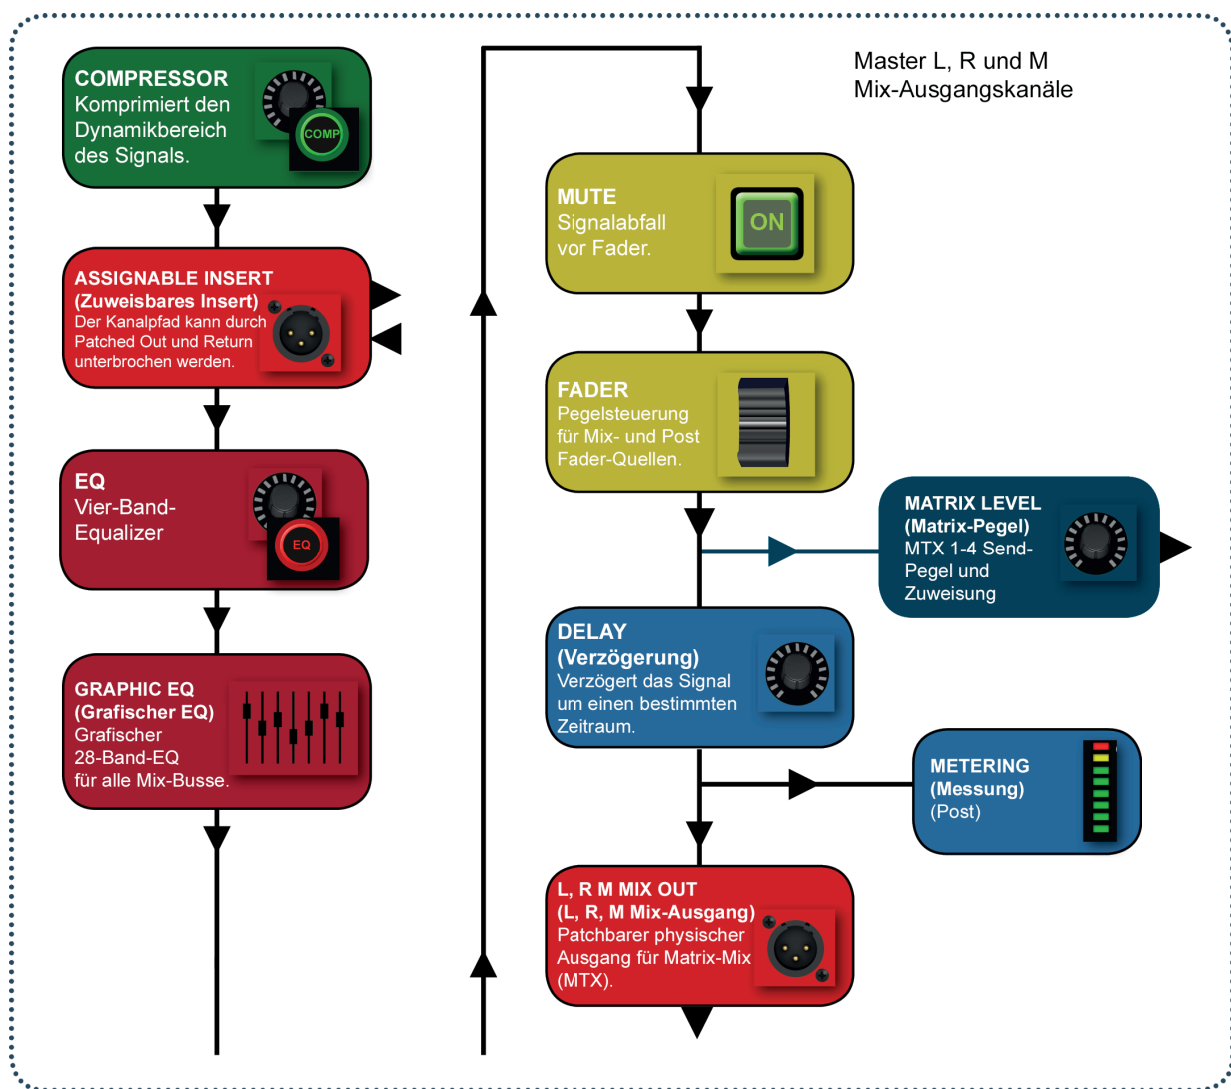 Master L, R und M
Mix-Ausgangskanäle
COMPRESSOR
Komprimiert den
Dynamikbereich
des Signals.
COMP
ASSIGNABLE INSERT
(Zuweisbares Insert)
Der Kanalpfad kann durch
Patched Out und Return
unterbrochen werden.
EQ
Vier-Band-
Equalizer
EQ
GRAPHIC EQ
(Grafischer EQ)
Grafischer
28-Band-EQ
für alle Mix-Busse.
MUTE
Signalabfall
vor Fader.
ON
FADER
Pegelsteuerung
für Mix- und Post
Fader-Quellen.
MATRIX LEVEL
(Matrix-Pegel)
MTX 1-4 Send-
Pegel und
Zuweisung
DELAY
(Verzögerung)
Verzögert das Signal
um einen bestimmten
Zeitraum.
METERING
(Messung)
(Post)
L, R M MIX OUT
(L, R, M Mix-Ausgang)
Patchbarer physischer
Ausgang für Matrix-Mix
(MTX).